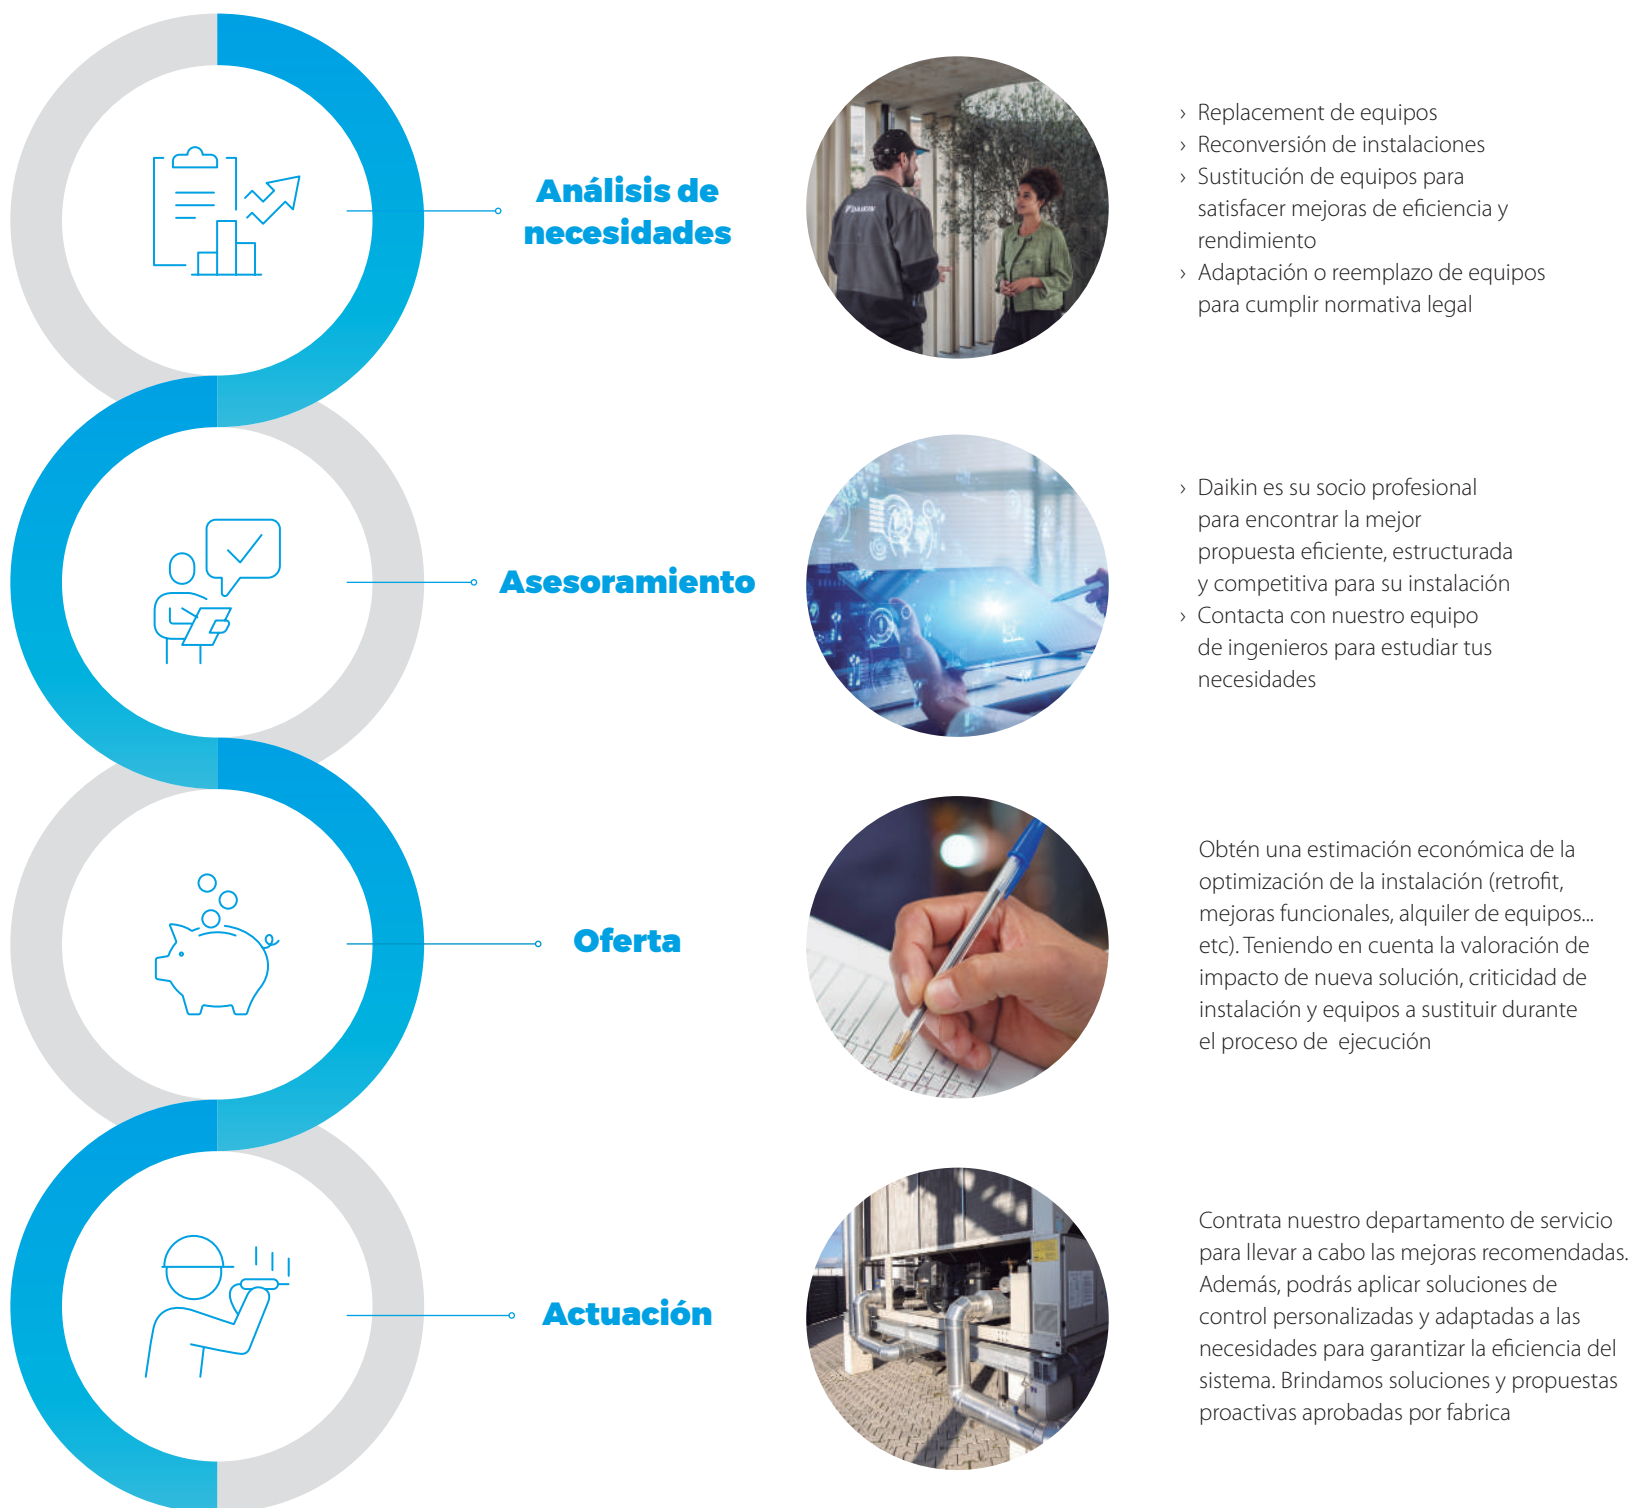 Análisis de
necesidades
DAIKIN
› Replacement de equipos
› Reconversión de instalaciones
› Sustitución de equipos para
satisfacer mejoras de eficiencia y
rendimiento
› Adaptación o reemplazo de equipos
para cumplir normativa legal
Asesoramiento
› Daikin es su socio profesional
para encontrar la mejor
propuesta eficiente, estructurada
y competitiva para su instalación
› Contacta con nuestro equipo
de ingenieros para estudiar tus
necesidades
Oferta
Obtén una estimación económica de la
optimización de la instalación (retrofit,
mejoras funcionales, alquiler de equipos...
etc). Teniendo en cuenta la valoración de
impacto de nueva solución, criticidad de
instalación y equipos a sustituir durante
el proceso de ejecución
Actuación
Contrata nuestro departamento de servicio
para llevar a cabo las mejoras recomendadas.
Además, podrás aplicar soluciones de
control personalizadas y adaptadas a las
necesidades para garantizar la eficiencia del
sistema. Brindamos soluciones y propuestas
proactivas aprobadas por fabrica